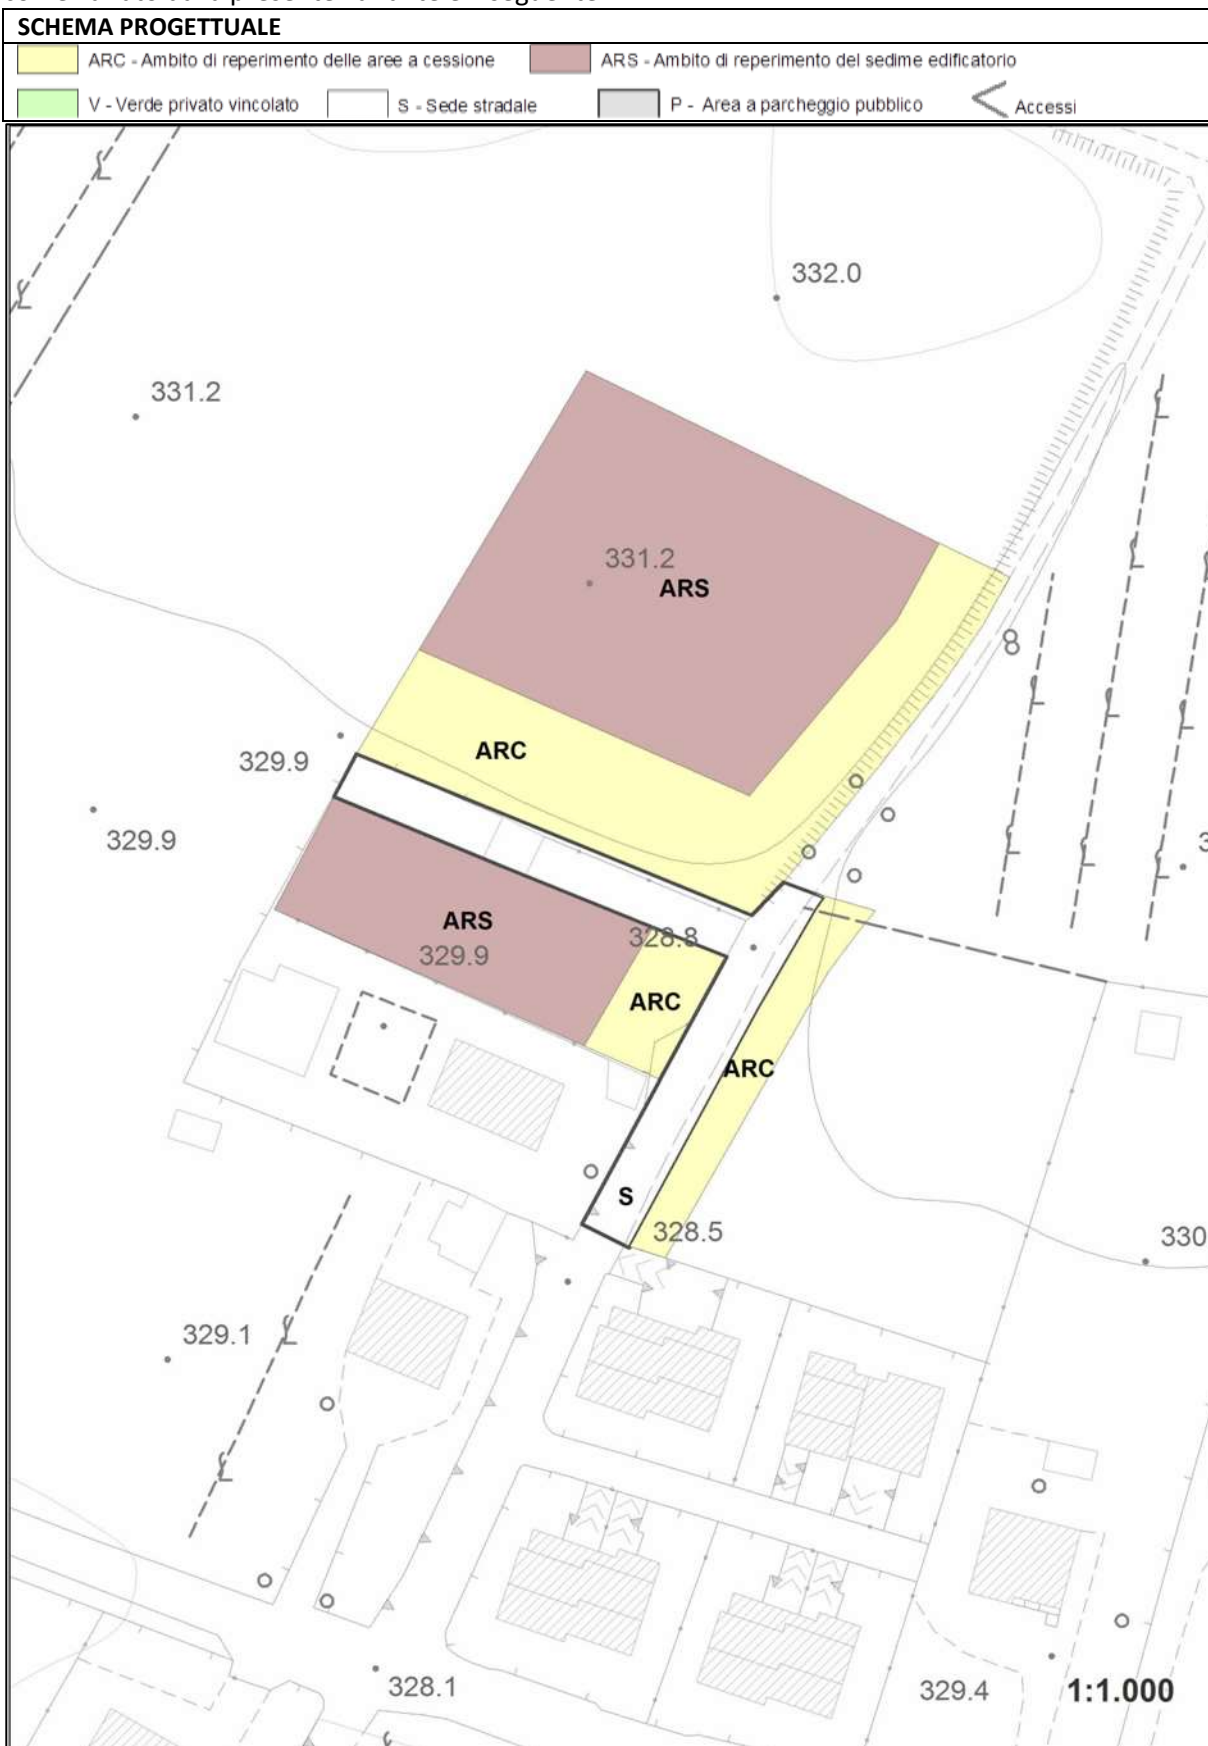 SCHEMA PROGETTUALE
ARC - Ambito di reperimento delle aree a cessione
ARS - Ambito di reperimento del sedime edificatorio
V - Verde privato vincolato
S - Sede stradale
P - Area a parcheggio pubblico
Accessi
332.0
331.2
331.2
ARS
ARC
329.9
329.9
ARS
328.8
329.9
ARC
ARC
S
328.5
330
329.1
328.1
329.4
1:1.000